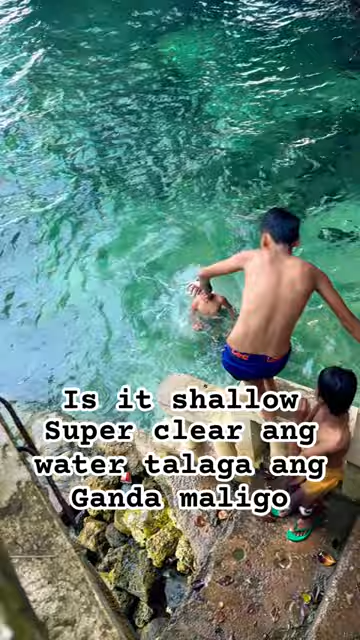 Is it shallow
Super clear ang
water talaga ang
Ganda maligo